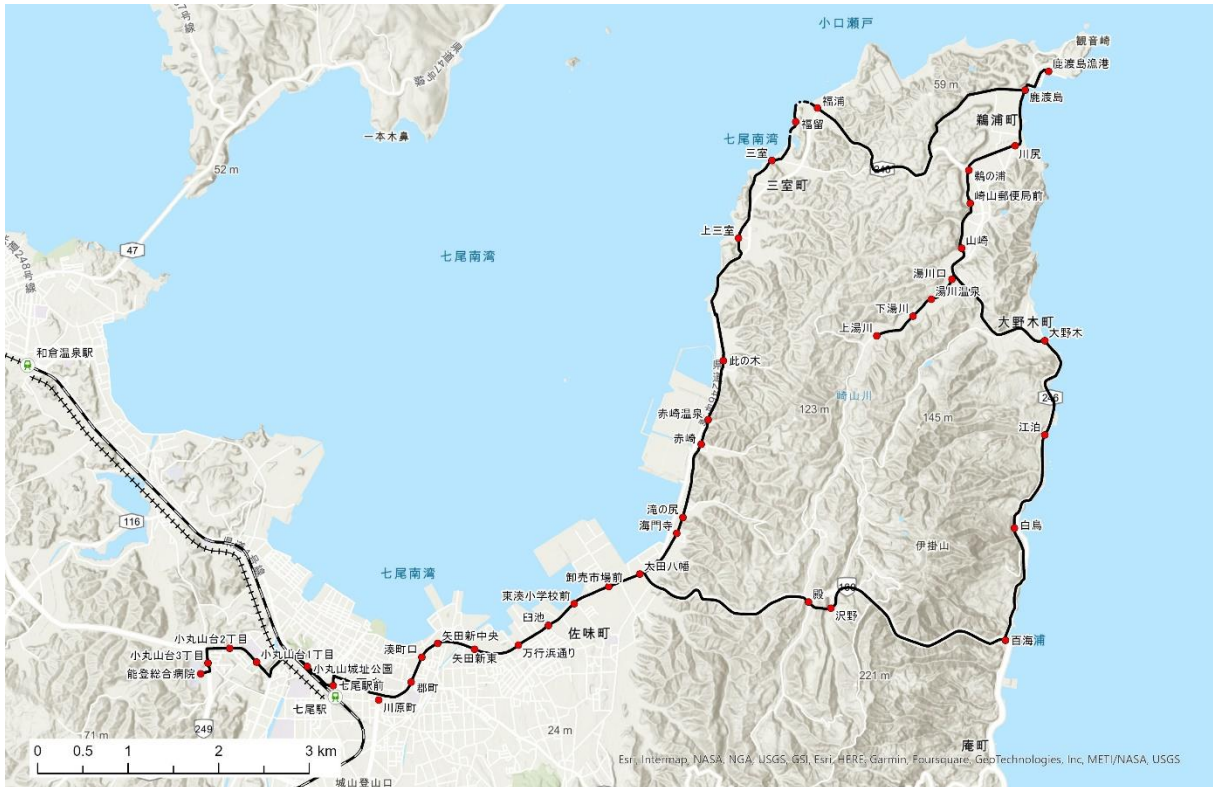 小口瀬戸
観音崎
鹿渡島漁港
59 m
鹿渡島
福浦
福留
鵜浦町
七尾南湾
川尻
一本木鼻
三室
246
鵜の浦
52 m
三室町
崎山郵便局前
上三室
山崎
47
七尾南湾
湯川口
湯川温泉
下湯川
大野木町
上湯川
大野木
和倉温泉駅
此の木
崎山川
246
123 m
145 m
赤崎温泉
江泊
赤崎
116
滝の尻
白鳥
海門寺
伊掛山
七尾南湾
太田八幡
卸売市場前
殿
東湊小学校前
沢野
臼池
佐味町
小丸山台2丁目
矢田新中央
湊町口
百海
浦
小丸山台3丁目
小丸山台1丁目
矢田新東
万行浜通り
能登総合病院
小丸山城址公園
七尾駅前
郡町
221 m
七尾駅
川原町
249
71 m
24 m
庵町
0 0.5 1 2 3 km
城山登山口
Esri, Intermap, NASA, NGA, USGS, GSI, Esri, HERE, Garmin, Foursquare, GeoTechnologies, Inc, METI/NASA, USGS